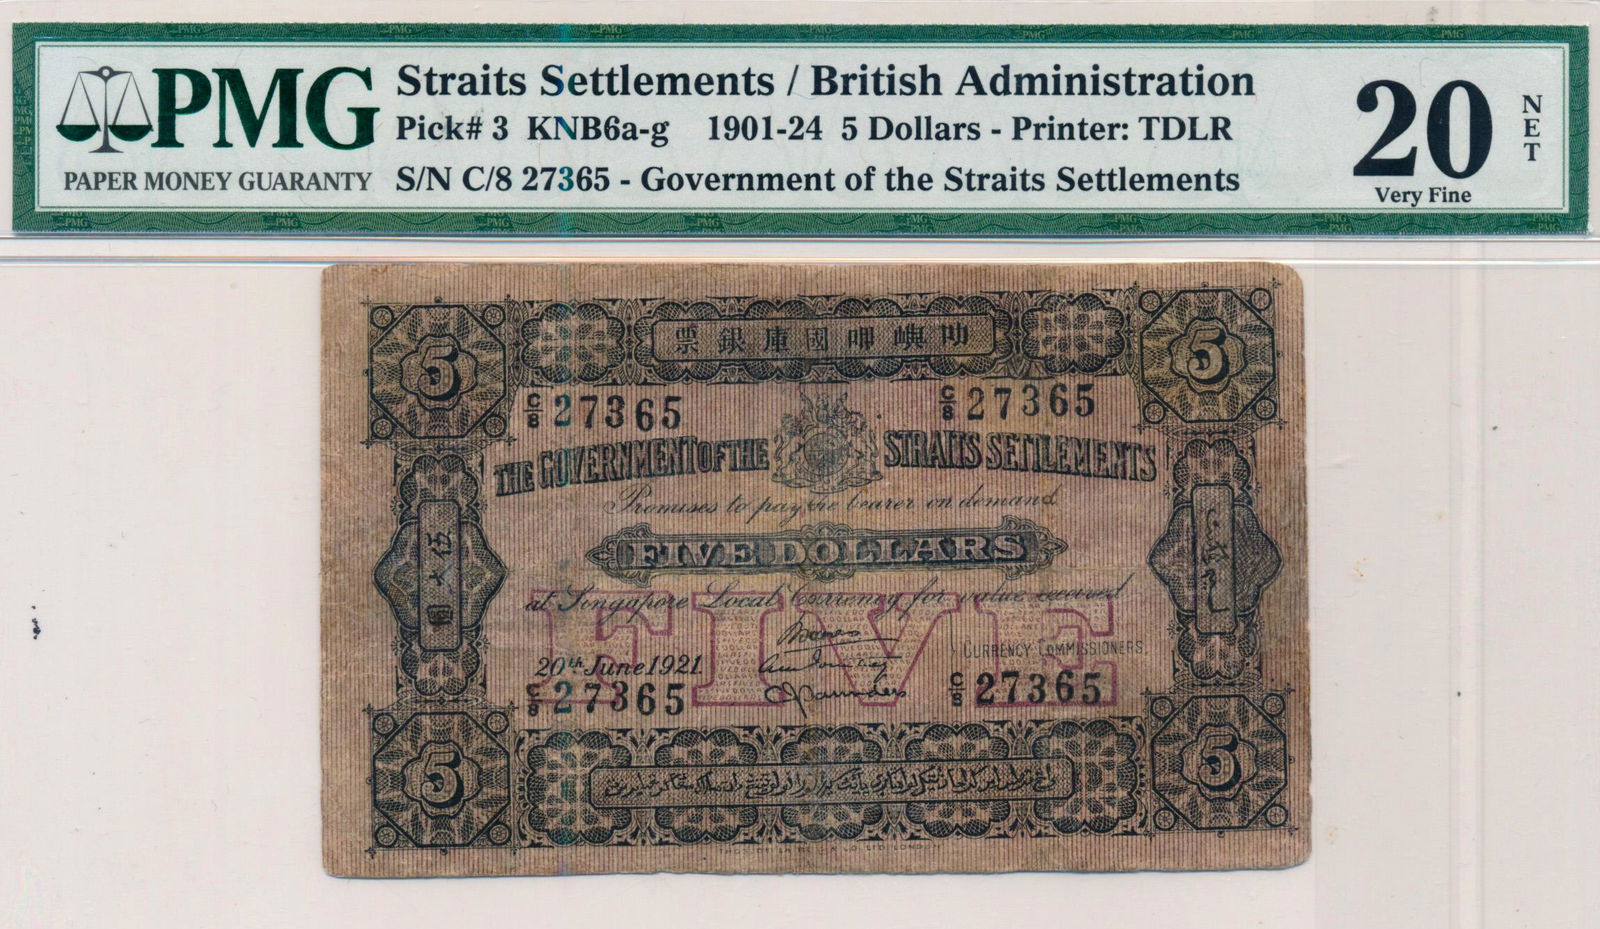 PMG
PAPER MONEY GUARANTY
Straits Settlements / British Administration
Pick# 3 KNB6a-g 1901-24 5 Dollars - Printer: TDLR
S/N C/8 27365 - Government of the Straits Settlements
20 NET
Very Fine
票銀庫國呷嶼叻
5 5
C/8 27365 C/8 27365
THE GOVERNMENT OF THE STRAITS SETTLEMENTS
Promises to pay the bearer on demand
FIVE DOLLARS
伍大圓
at Singapore Local Currency for value received
FIVE
20th June 1921
CURRENCY COMMISSIONERS.
C/8 27365 C/8 27365
5 5